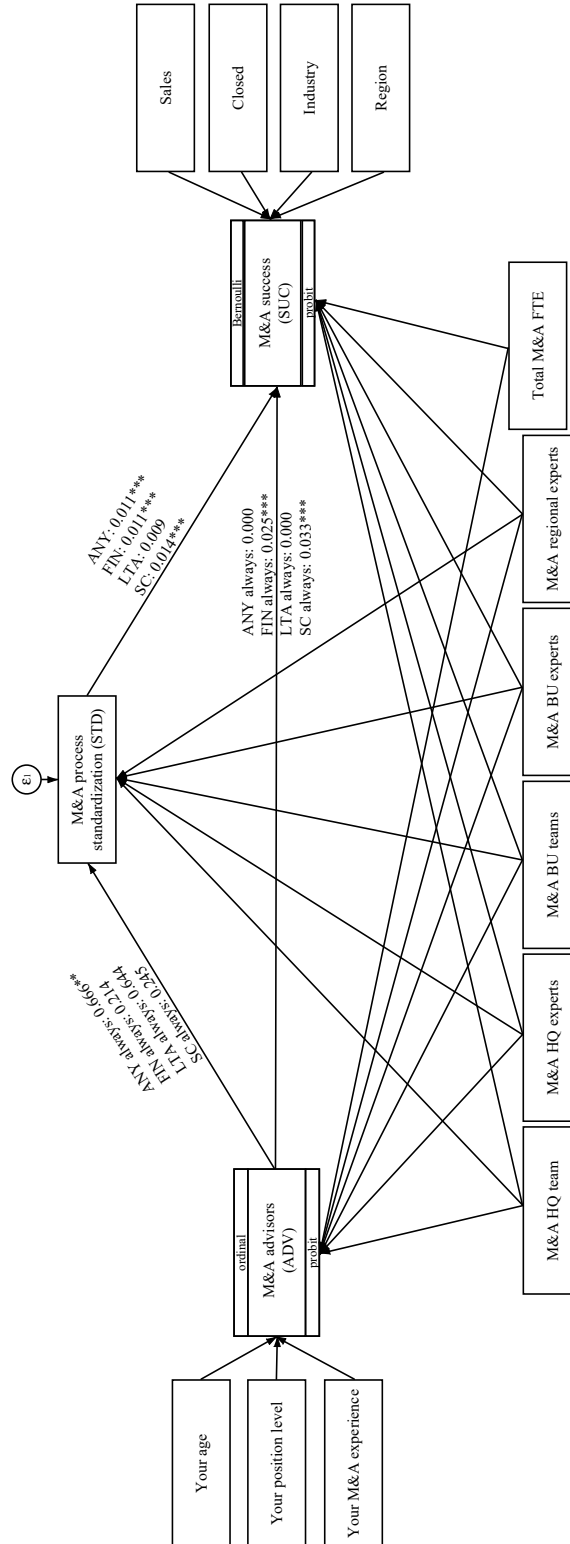 Your age
Your position level
Your M&A experience
ordinal
M&A advisors
(ADV)
probit
ANY always: 0.666**
FIN always: 0.214
LTA always: 0.644
SC always: 0.245
ε1
M&A process
standardization (STD)
ANY: 0.011***
FIN: 0.011***
LTA: 0.009
SC: 0.014***
ANY always: 0.000
FIN always: 0.025***
LTA always: 0.000
SC always: 0.033***
Bernoulli
M&A success
(SUC)
probit
Sales
Closed
Industry
Region
M&A HQ team
M&A HQ experts
M&A BU teams
M&A BU experts
M&A regional experts
Total M&A FTE